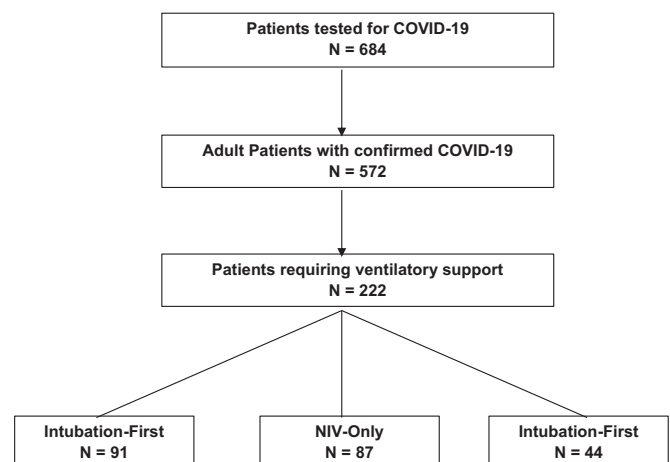 Patients tested for COVID-19
N = 684
Adult Patients with confirmed COVID-19
N = 572
Patients requiring ventilatory support
N = 222
Intubation-First
N = 91
NIV-Only
N = 87
Intubation-First
N = 44